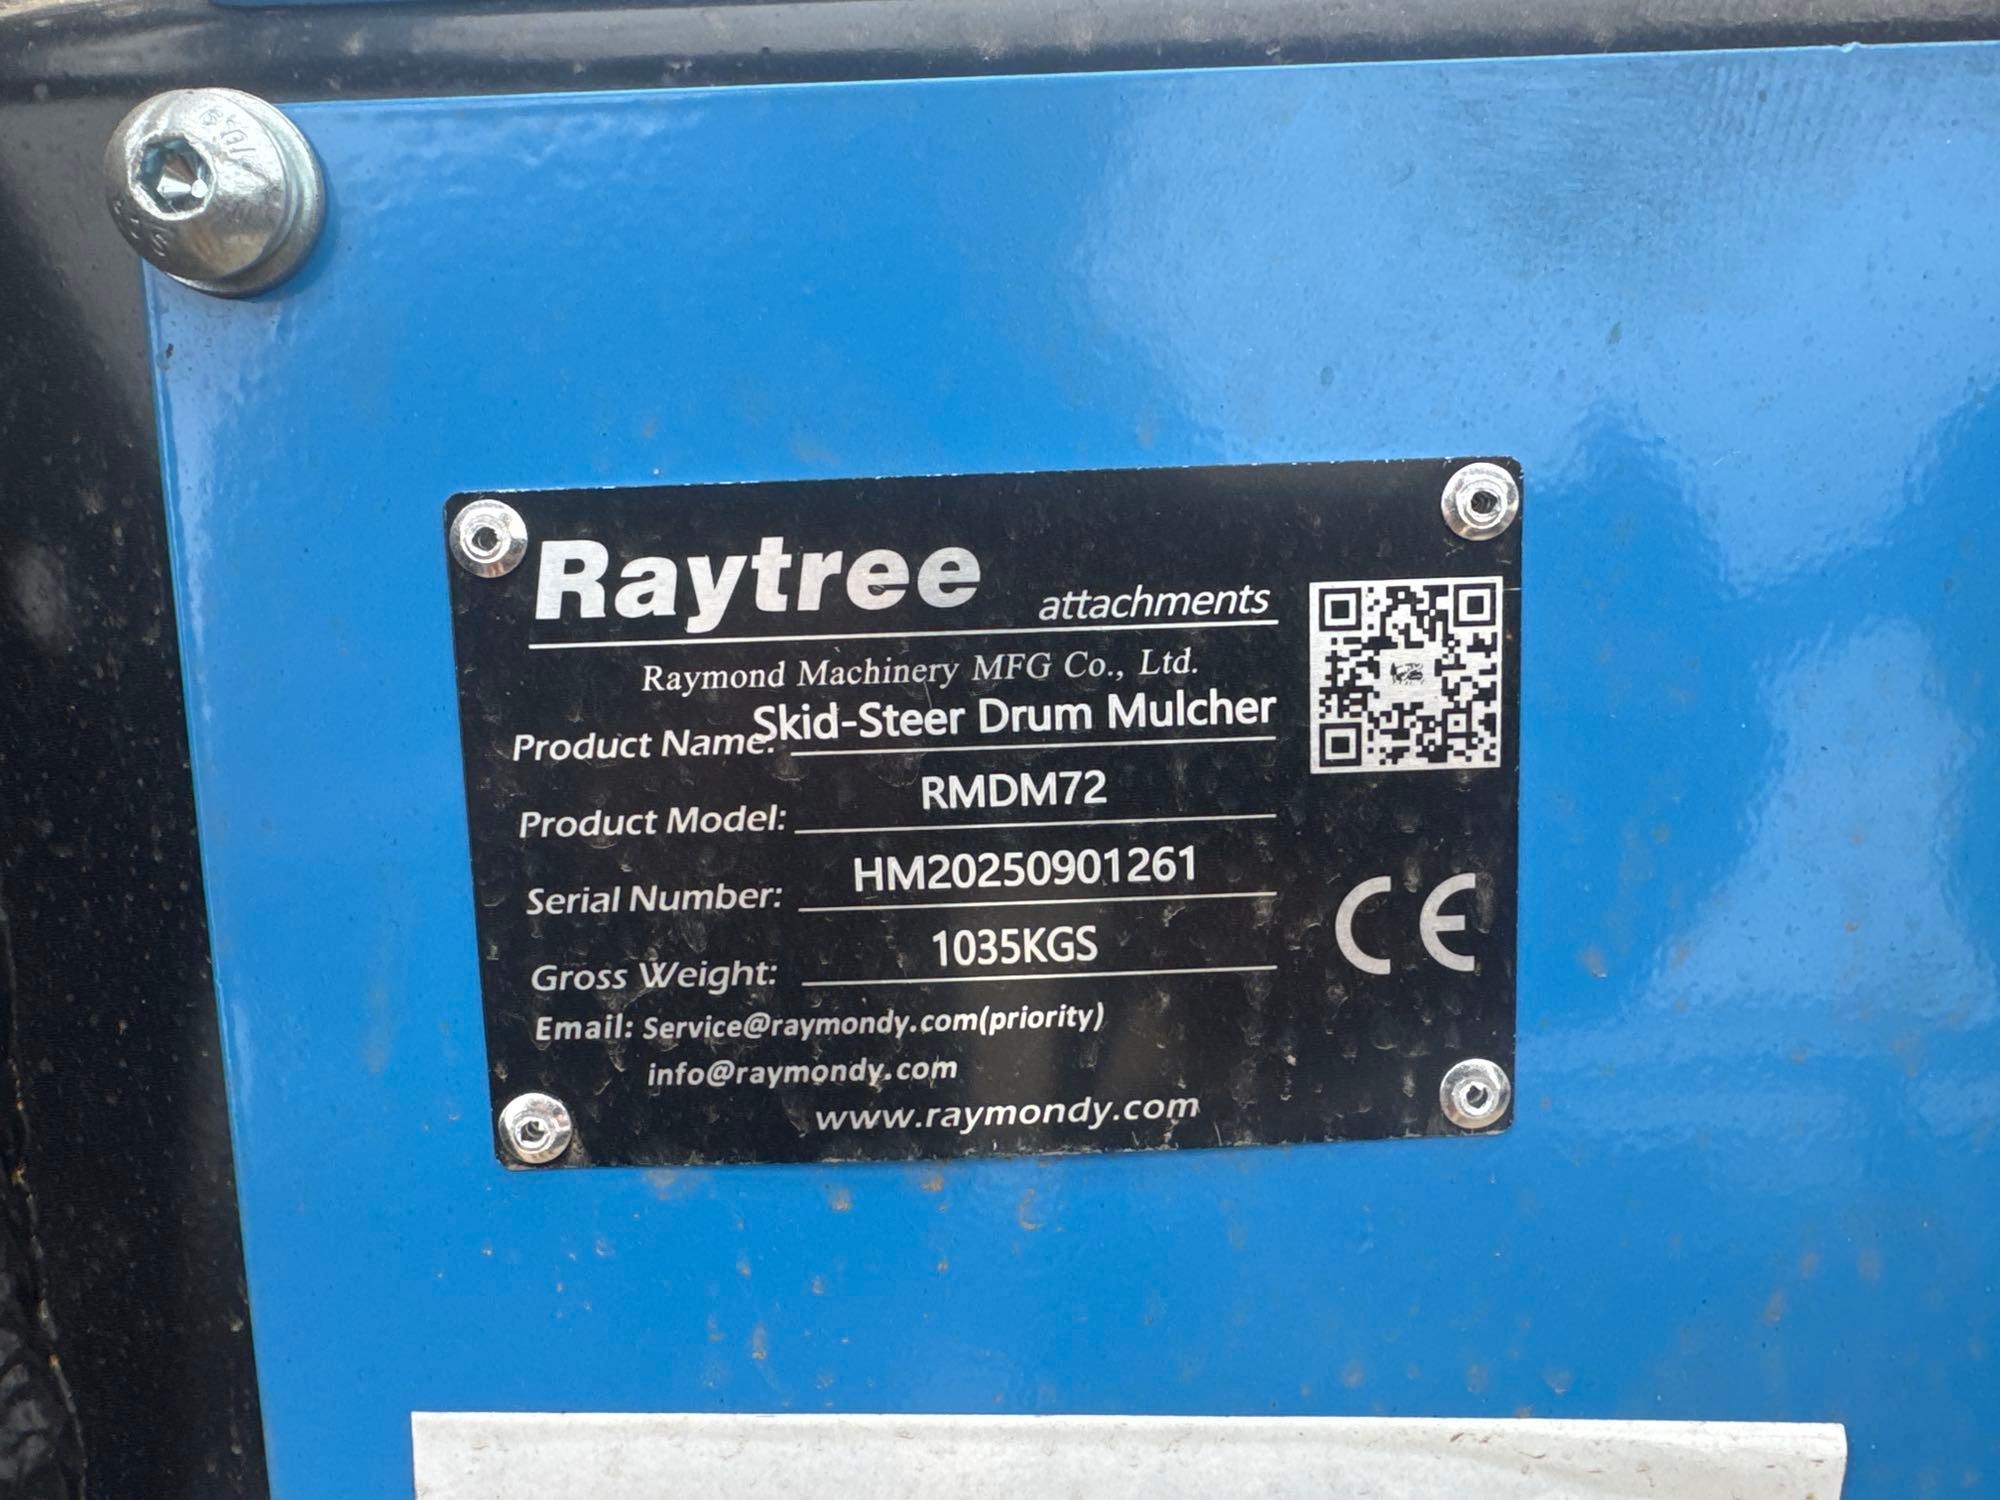 Raytree attachments
Raymond Machinery MFG Co., Ltd.
Product Name: Skid-Steer Drum Mulcher
Product Model: RMDM72
Serial Number: HM20250901261
Gross Weight: 1035KGS
CE
Email: Service@raymondy.com(priority)
info@raymondy.com
www.raymondy.com